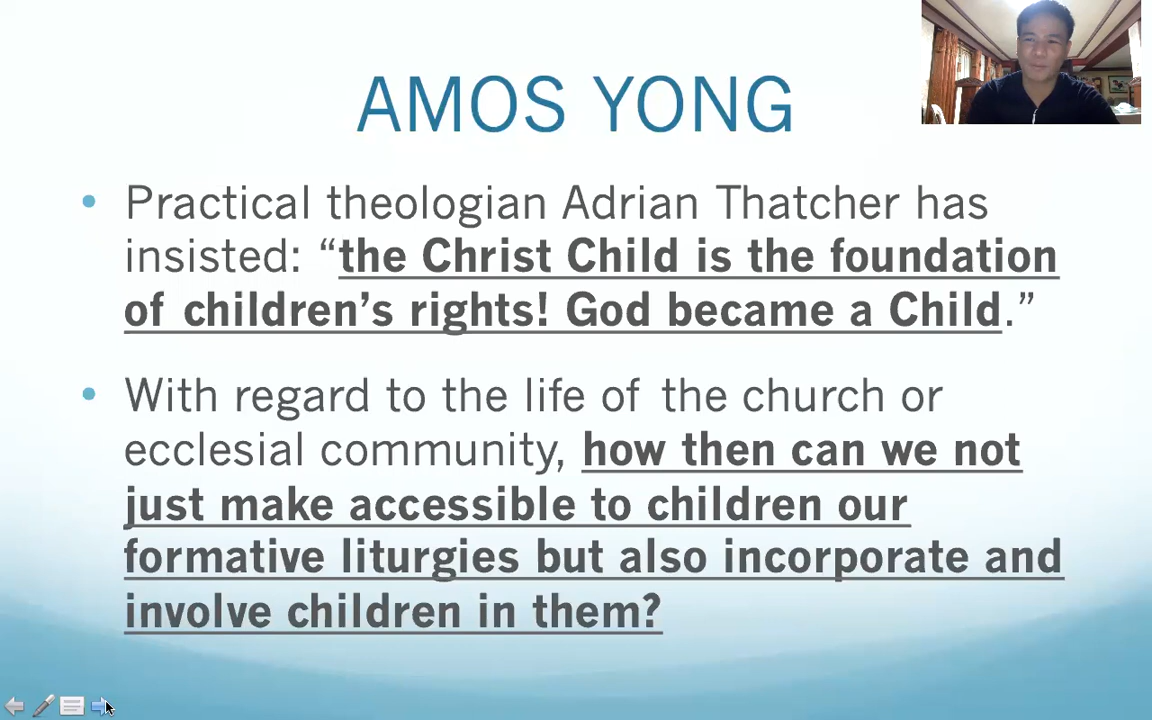 AMOS YONG
• Practical theologian Adrian Thatcher has
insisted: “the Christ Child is the foundation
of children’s rights! God became a Child.”
• With regard to the life of the church or
ecclesial community, how then can we not
just make accessible to children our
formative liturgies but also incorporate and
involve children in them?